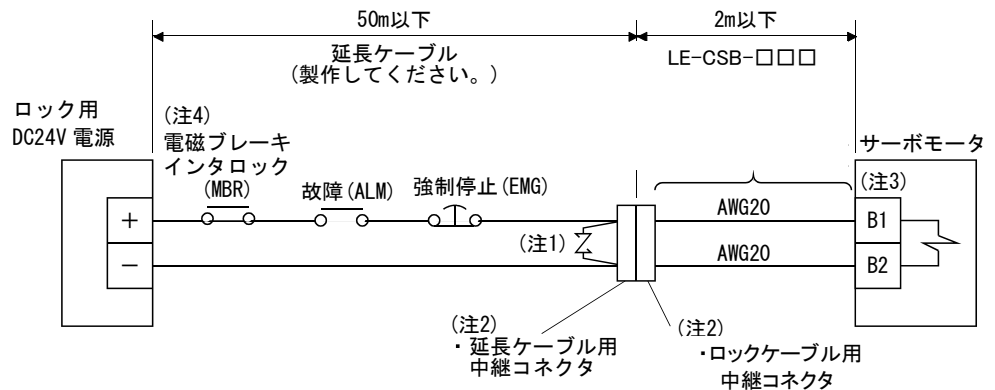 50m以下
2m以下
延長ケーブル
(製作してください。)
LE-CSB-□□□
ロック用
DC24V 電源
(注4)
電磁ブレーキ
インタロック
(MBR)
故障(ALM)
強制停止(EMG)
サーボモータ
(注3)
+
AWG20
B1
(注1)
−
AWG20
B2
(注2)
・延長ケーブル用
中継コネクタ
(注2)
・ロックケーブル用
中継コネクタ